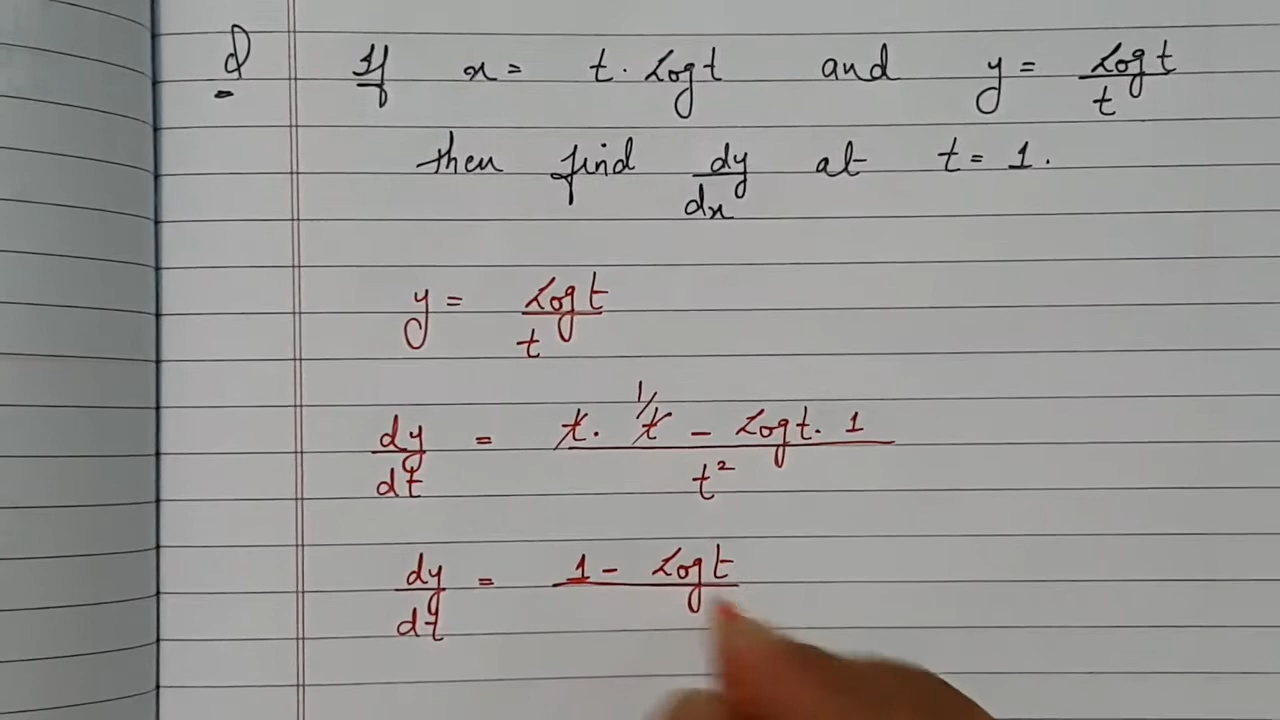 Q If x = t . Log t and y = Log t / t
then find dy/dx at t = 1.
y = Log t / t
dy/dt = t . 1/t - Log t . 1 / t²
dy/dt = 1 - Log t